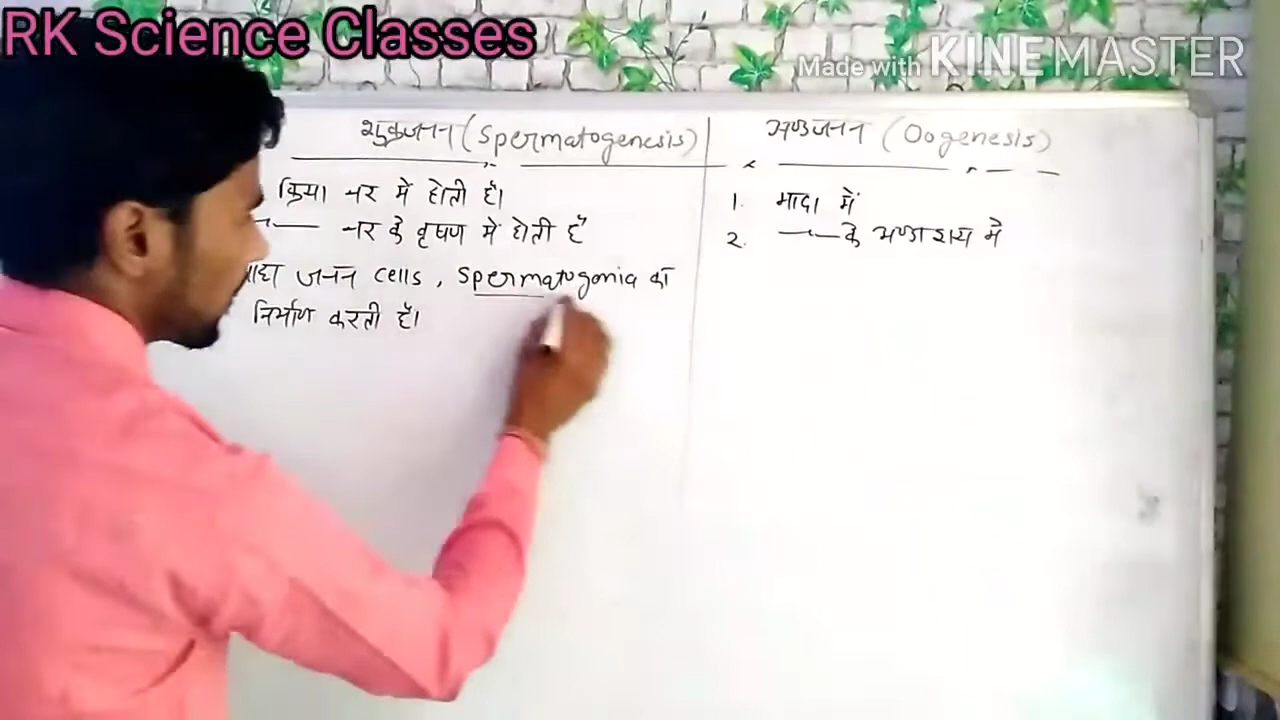 RK Science Classes
Made with KINEMASTER
शुक्रजनन (Spermatogenesis)
अण्डजनन (Oogenesis)
क्रिया नर में होती है।
नर के वृषण में होती है
जनन cells, Spermatogonia का
निर्माण करती है।
1. मादा में
2. —"— के अण्डाशय में